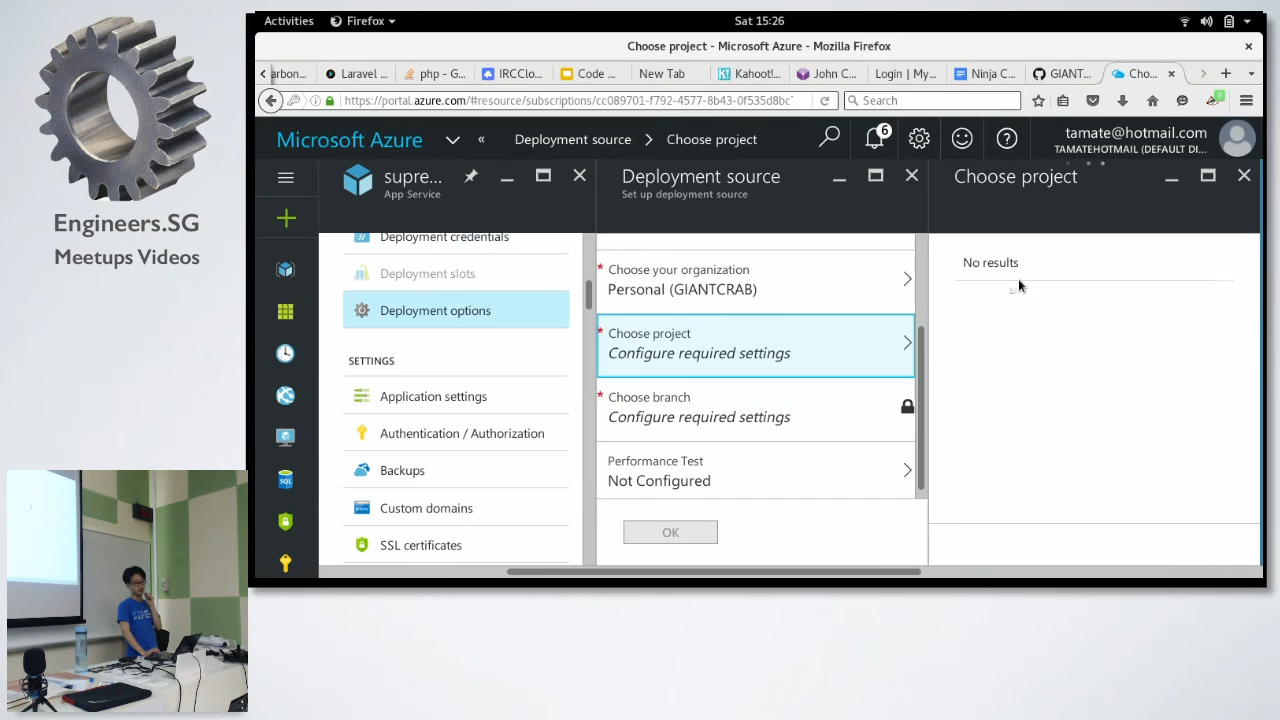 Activities
Firefox
Sat 15:26
Choose project - Microsoft Azure - Mozilla Firefox
arbon...
Laravel ...
php - G...
IRCClo...
Code ...
New Tab
Kahoot!...
John C...
Login | My...
Ninja C...
GIANT...
Cho...
https://portal.azure.com/#resource/subscriptions/cc089701-f792-4577-8b43-0f535d8bc
Search
0
Microsoft Azure
Deployment source
Choose project
6
tamate@hotmail.com
TAMATEHOTMAIL (DEFAULT DI...
supre...
App Service
Deployment source
Set up deployment source
Choose project
Deployment credentials
Deployment slots
Deployment options
SETTINGS
Application settings
Authentication / Authorization
Backups
Custom domains
SSL certificates
* Choose your organization
Personal (GIANTCRAB)
* Choose project
Configure required settings
* Choose branch
Configure required settings
Performance Test
Not Configured
OK
No results
SQL
Engineers.SG
Meetups Videos